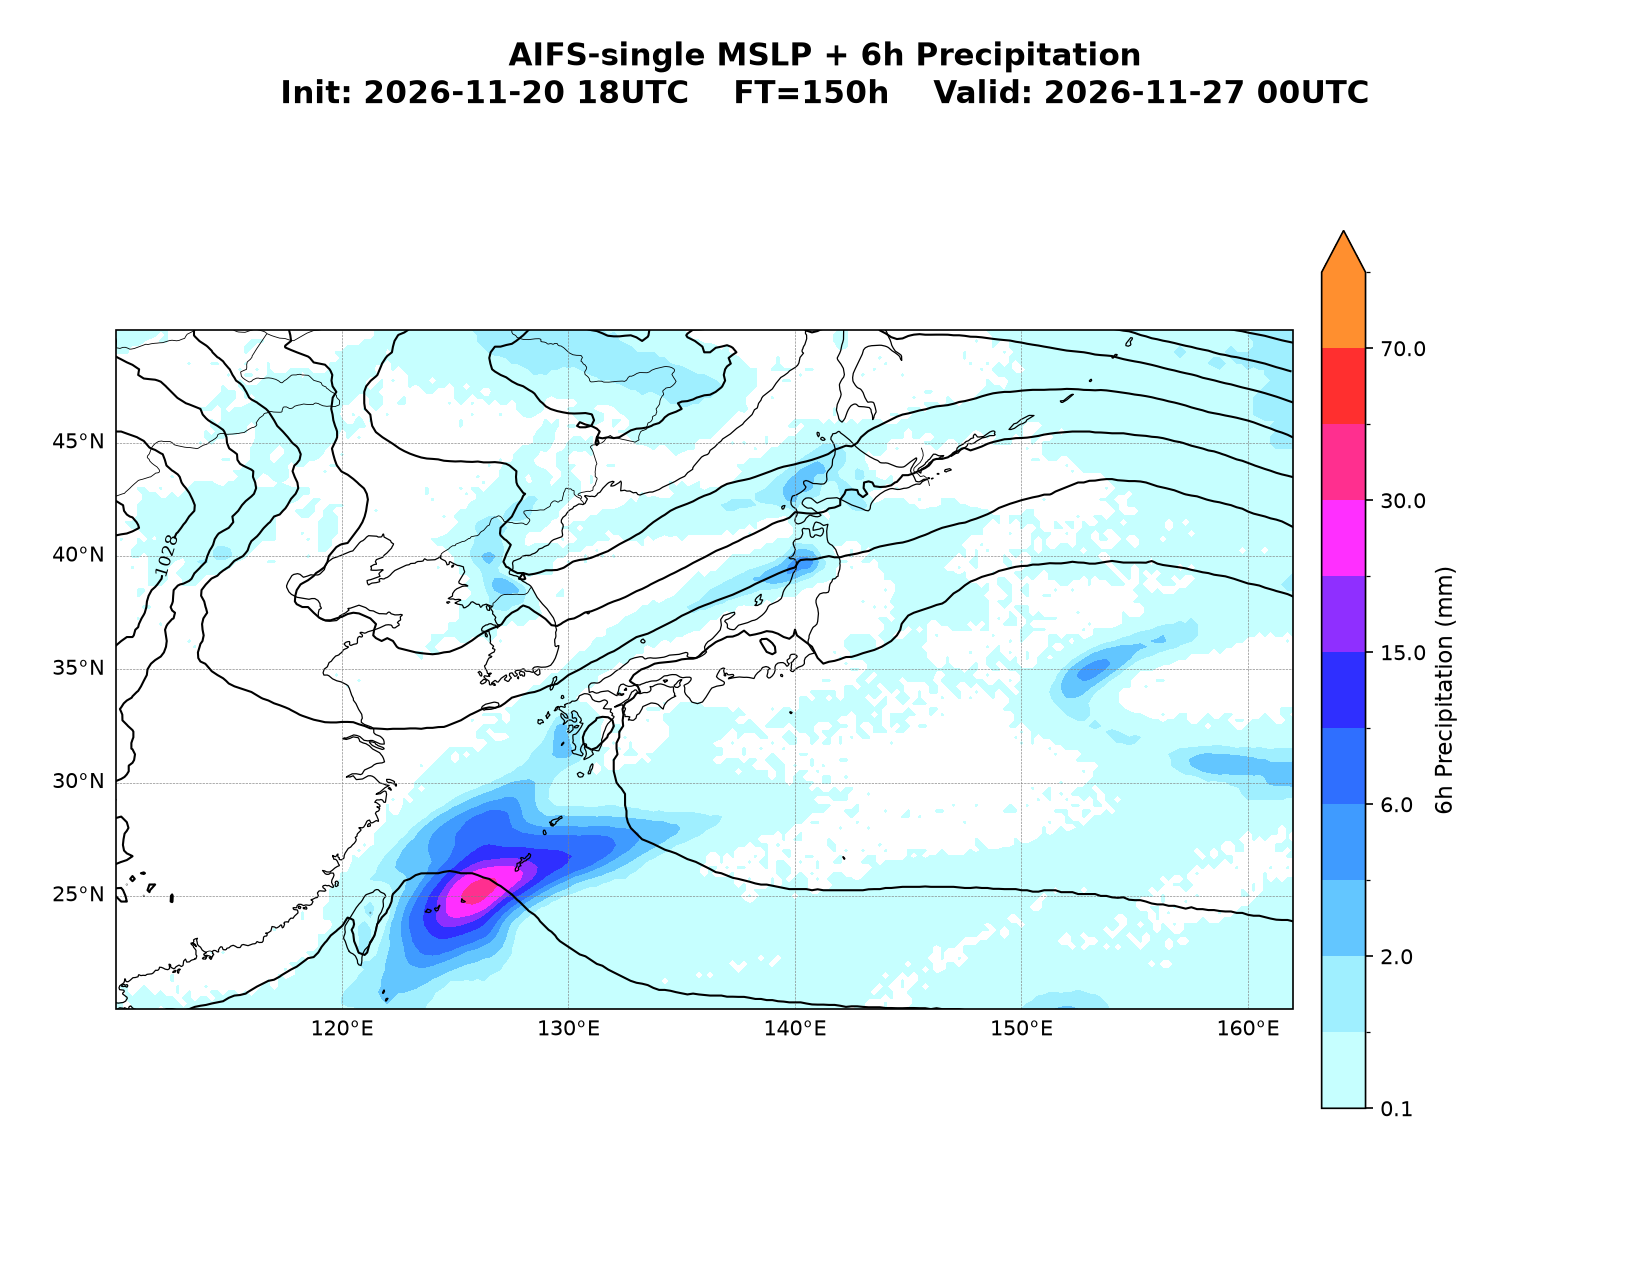 AIFS-single MSLP + 6h Precipitation
Init: 2026-11-20 18UTC    FT=150h    Valid: 2026-11-27 00UTC
70.0
30.0
15.0
6.0
2.0
0.1
6h Precipitation (mm)
45°N
40°N
35°N
30°N
25°N
1028
120°E
130°E
140°E
150°E
160°E